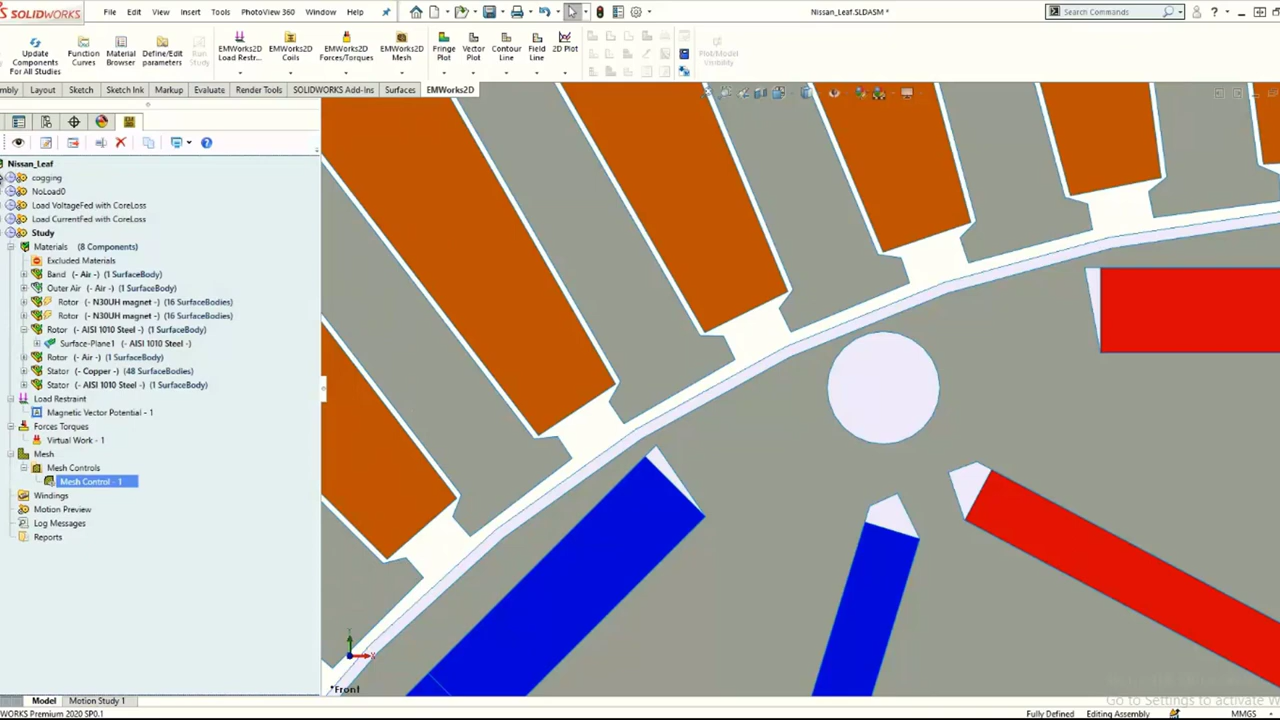 SOLIDWORKS File Edit View Insert Tools PhotoView 360 Window Help Nissan_Leaf.SLDASM * Search Commands ?
Update Components For All Studies
Function Curves
Material Browser
Define/Edit parameters
Run Study
EMWorks2D Load Restr...
EMWorks2D Coils
EMWorks2D Forces/Torques
EMWorks2D Mesh
Fringe Plot
Vector Plot
Contour Line
Field Line
2D Plot
Plot/Model Visibility
mbly Layout Sketch Sketch Ink Markup Evaluate Render Tools SOLIDWORKS Add-Ins Surfaces EMWorks2D
Nissan_Leaf
cogging
NoLoad0
Load VoltageFed with CoreLoss
Load CurrentFed with CoreLoss
Study
Materials (8 Components)
Excluded Materials
Band (- Air -) (1 SurfaceBody)
Outer Air (- Air -) (1 SurfaceBody)
Rotor (- N30UH magnet -) (16 SurfaceBodies)
Rotor (- N30UH magnet -) (16 SurfaceBodies)
Rotor (- AISI 1010 Steel -) (1 SurfaceBody)
Surface-Plane1 (- AISI 1010 Steel -)
Rotor (- Air -) (1 SurfaceBody)
Stator (- Copper -) (48 SurfaceBodies)
Stator (- AISI 1010 Steel -) (1 SurfaceBody)
Load Restraint
Magnetic Vector Potential - 1
Forces Torques
Virtual Work - 1
Mesh
Mesh Controls
Mesh Control - 1
Windings
Motion Preview
Log Messages
Reports
X
*Front
Go to Settings to activate W
Model Motion Study 1
WORKS Premium 2020 SP0.1 Fully Defined Editing Assembly MMGS